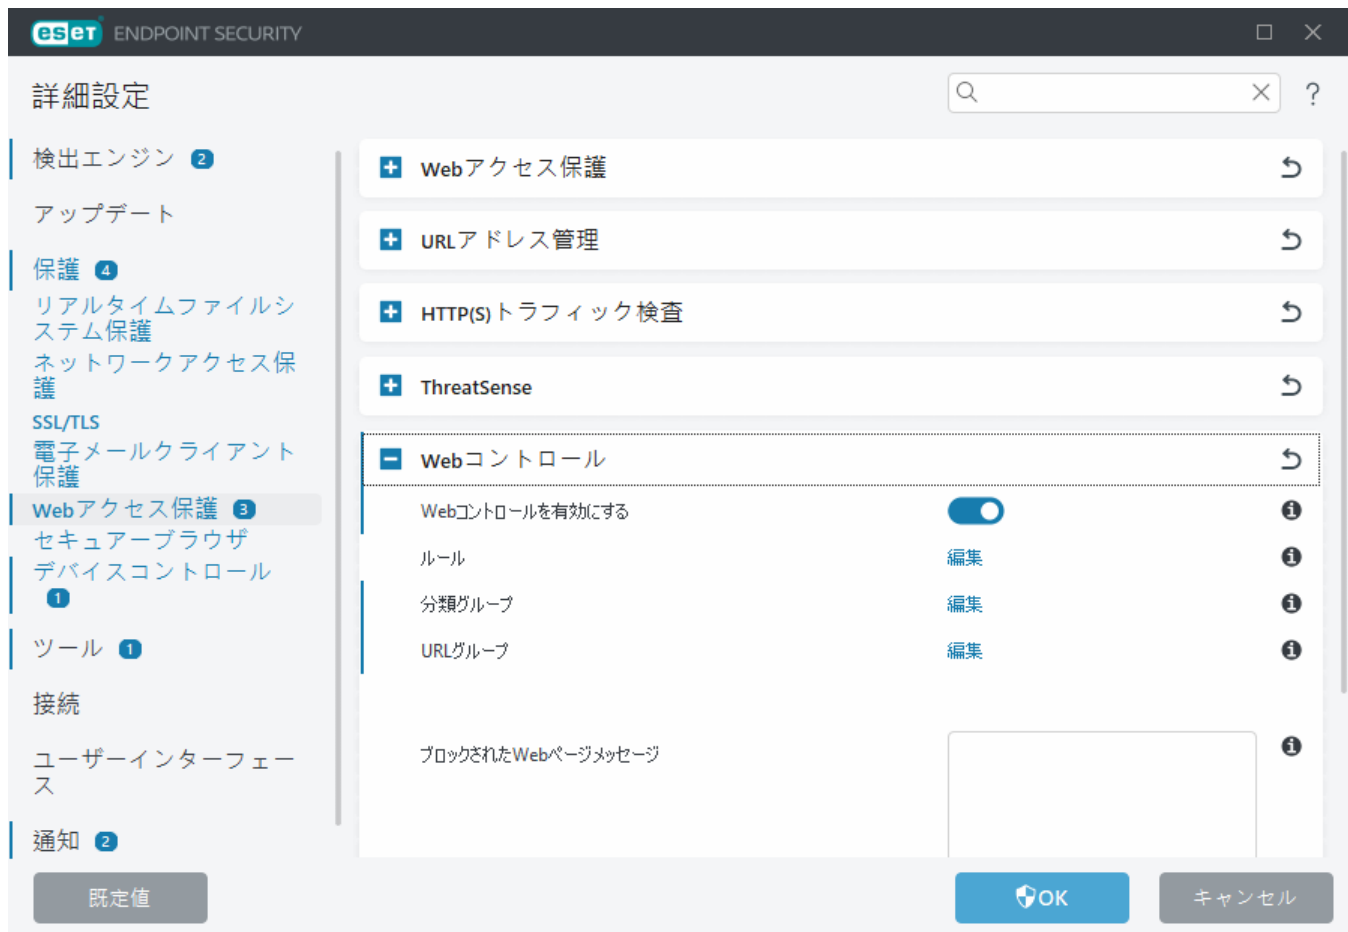 eset ENDPOINT SECURITY
詳細設定
?
検出エンジン 2
アップデート
保護 4
リアルタイムファイルシ
ステム保護
ネットワークアクセス保
護
SSL/TLS
電子メールクライアント
保護
Webアクセス保護 3
セキュアーブラウザ
デバイスコントロール
1
ツール 1
接続
ユーザーインターフェー
ス
通知 2
Webアクセス保護
URLアドレス管理
HTTP(S)トラフィック検査
ThreatSense
Webコントロール
Webコントロールを有効にする
ルール 編集
分類グループ 編集
URLグループ 編集
ブロックされたWebページメッセージ
既定値
OK
キャンセル